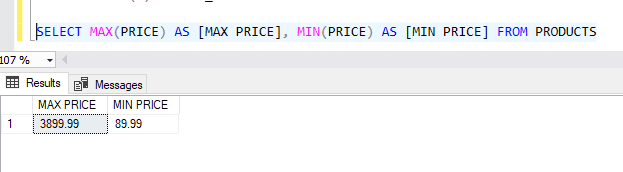 SELECT MAX(PRICE) AS [MAX PRICE], MIN(PRICE) AS [MIN PRICE] FROM PRODUCTS
107 %
Results Messages
MAX PRICE MIN PRICE
1 3899.99 89.99